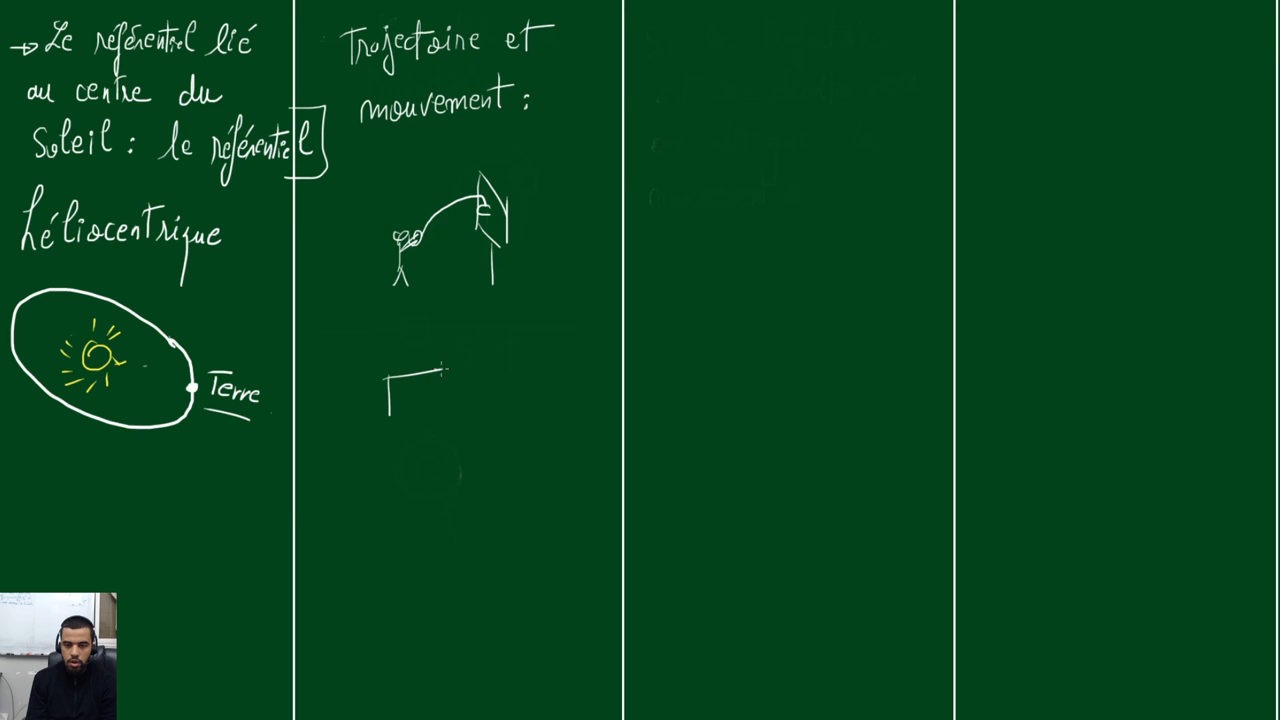 → Le référentiel lié
au centre du
Soleil : le référentiel
héliocentrique
Terre
Trajectoire et
mouvement :